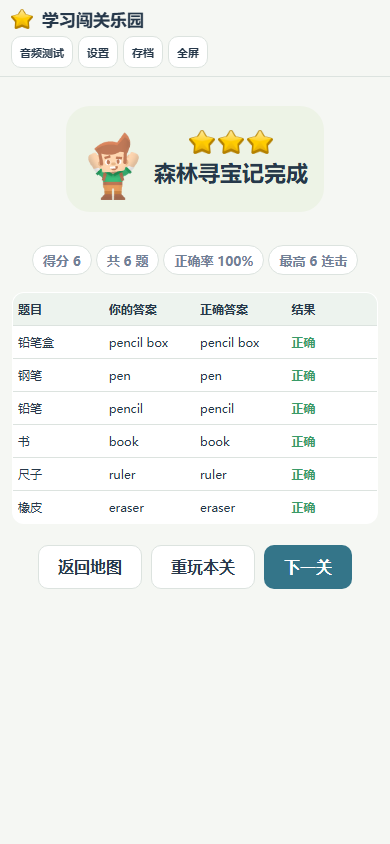 学习闯关乐园
音频测试 设置 存档 全屏
森林寻宝记完成
得分 6 共 6 题 正确率 100% 最高 6 连击
题目 你的答案 正确答案 结果
铅笔盒 pencil box pencil box 正确
钢笔 pen pen 正确
铅笔 pencil pencil 正确
书 book book 正确
尺子 ruler ruler 正确
橡皮 eraser eraser 正确
返回地图 重玩本关 下一关